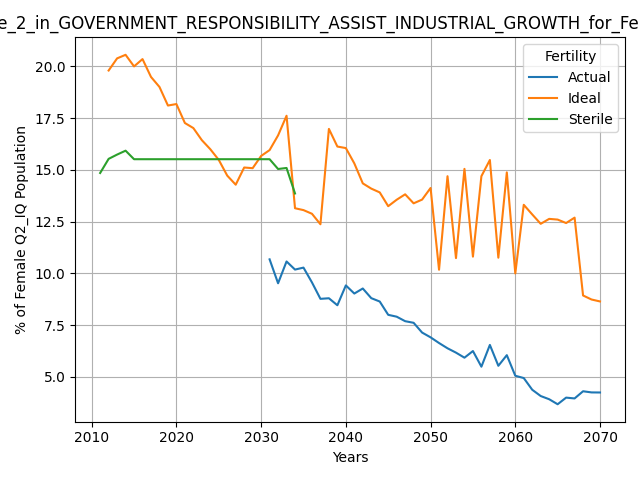 e_2_in_GOVERNMENT_RESPONSIBILITY_ASSIST_INDUSTRIAL_GROWTH_for_Fe
Fertility
Actual
Ideal
Sterile
% of Female Q2_IQ Population
20.0
17.5
15.0
12.5
10.0
7.5
5.0
2010 2020 2030 2040 2050 2060 2070
Years